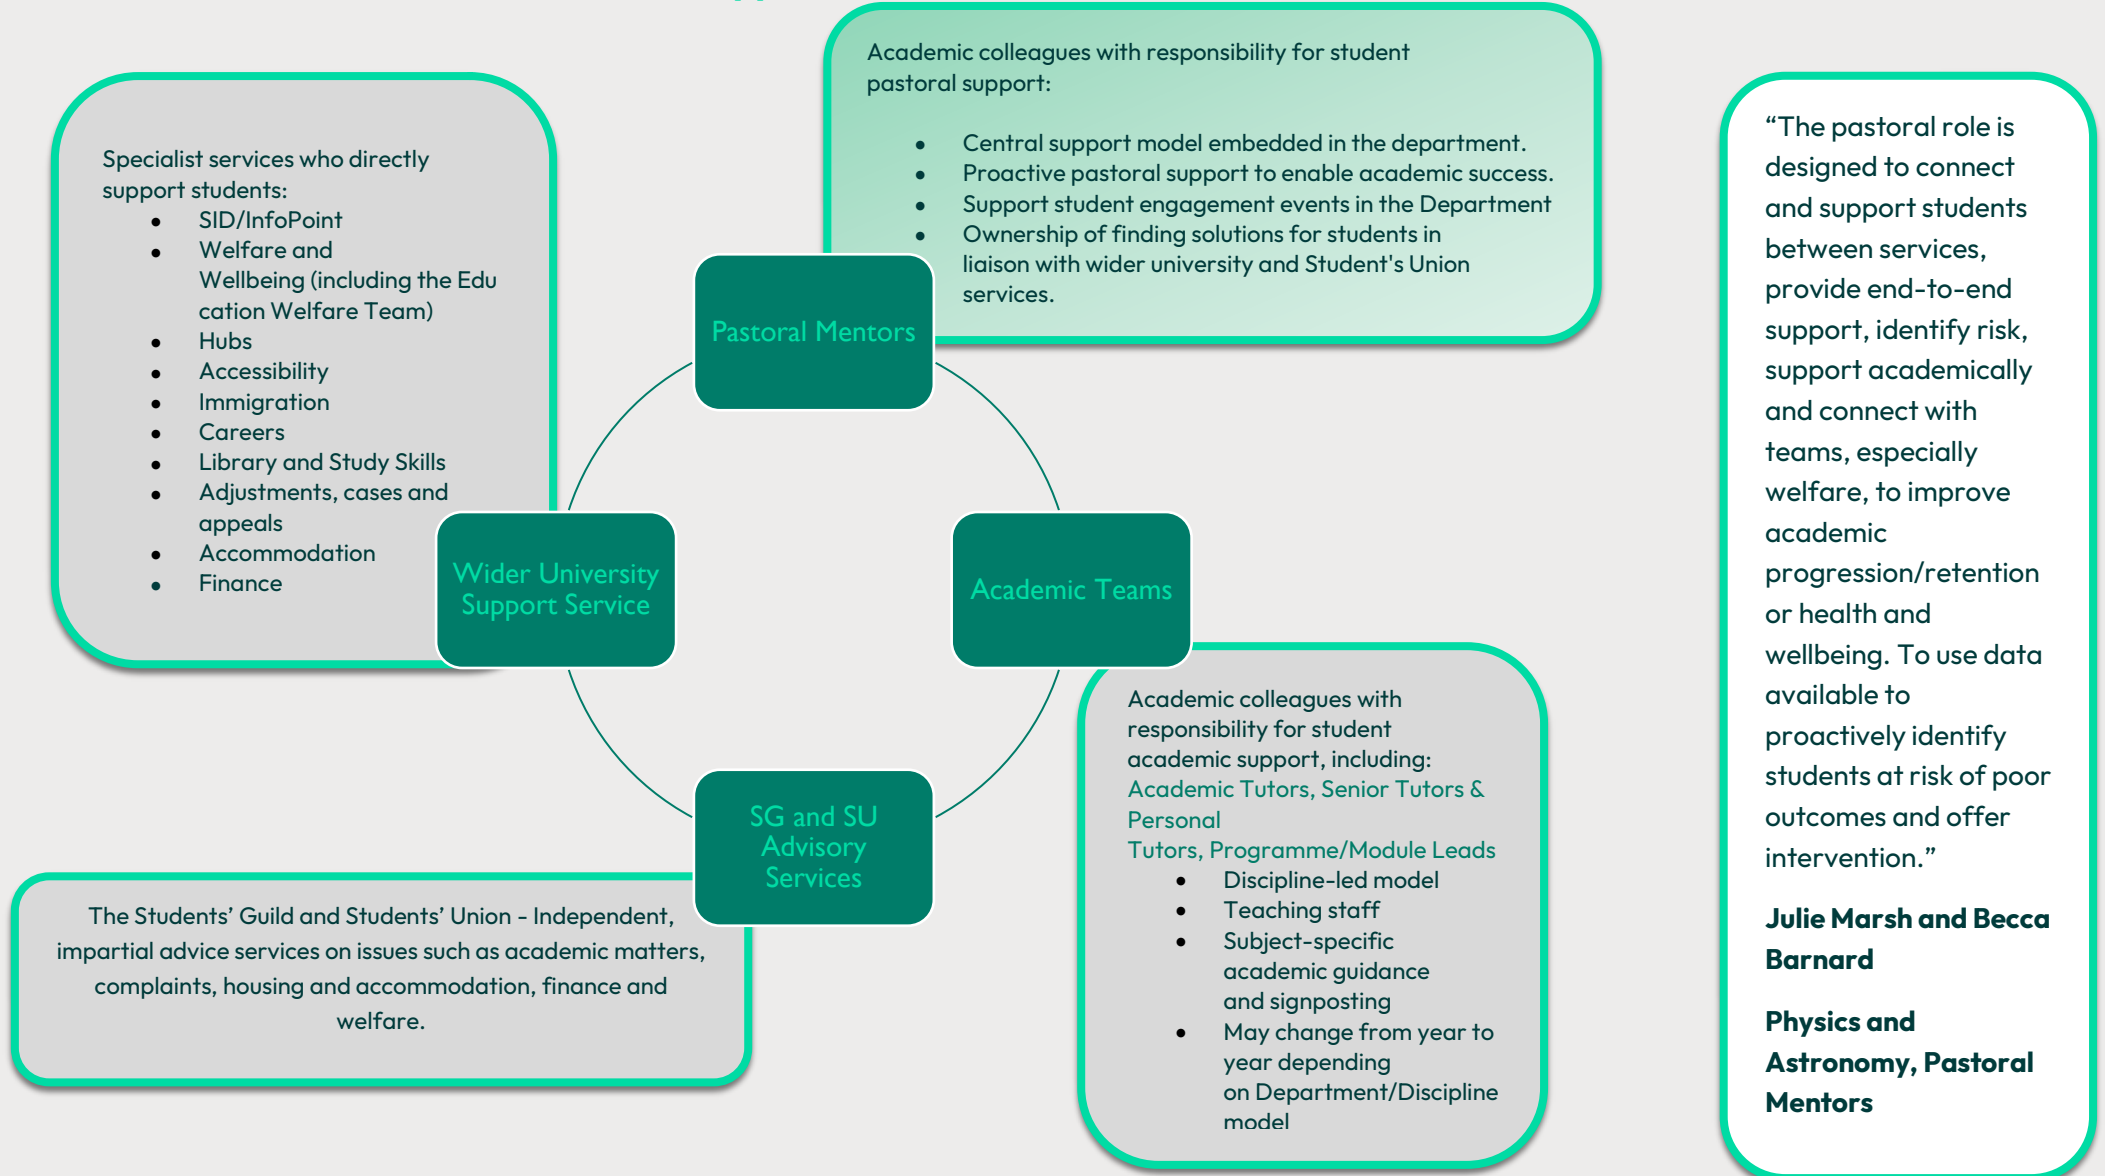 Academic colleagues with responsibility for student
pastoral support:
● Central support model embedded in the department.
● Proactive pastoral support to enable academic success.
● Support student engagement events in the Department
● Ownership of finding solutions for students in
liaison with wider university and Student's Union
services.
Specialist services who directly
support students:
● SID/InfoPoint
● Welfare and
Wellbeing (including the Edu
cation Welfare Team)
● Hubs
● Accessibility
● Immigration
● Careers
● Library and Study Skills
● Adjustments, cases and
appeals
● Accommodation
● Finance
Pastoral Mentors
Wider University
Support Service
Academic Teams
SG and SU
Advisory
Services
Academic colleagues with
responsibility for student
academic support, including:
Academic Tutors, Senior Tutors &
Personal
Tutors, Programme/Module Leads
● Discipline-led model
● Teaching staff
● Subject-specific
academic guidance
and signposting
● May change from year to
year depending
on Department/Discipline
model
The Students’ Guild and Students’ Union - Independent,
impartial advice services on issues such as academic matters,
complaints, housing and accommodation, finance and
welfare.
“The pastoral role is
designed to connect
and support students
between services,
provide end-to-end
support, identify risk,
support academically
and connect with
teams, especially
welfare, to improve
academic
progression/retention
or health and
wellbeing. To use data
available to
proactively identify
students at risk of poor
outcomes and offer
intervention.”
Julie Marsh and Becca
Barnard
Physics and
Astronomy, Pastoral
Mentors